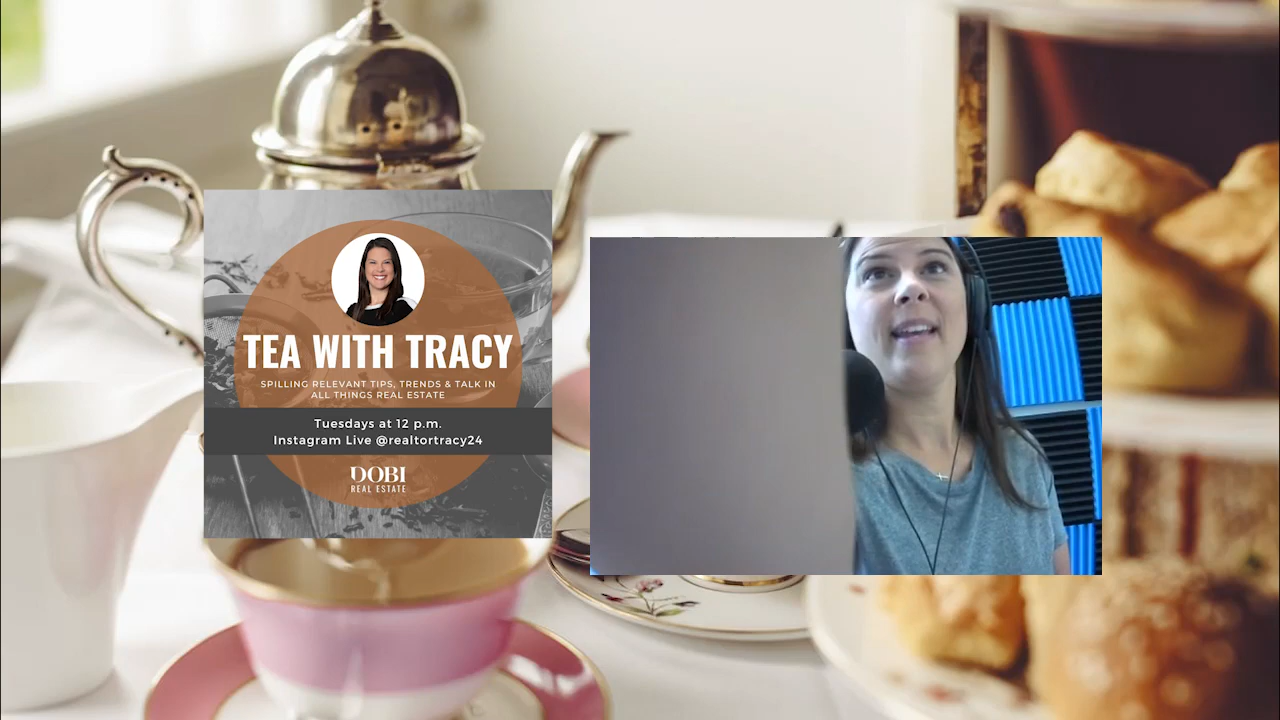 TEA WITH TRACY
SPILLING RELEVANT TIPS, TRENDS & TALK IN
ALL THINGS REAL ESTATE
Tuesdays at 12 p.m.
Instagram Live @realtortracy24
DOBI
REAL ESTATE